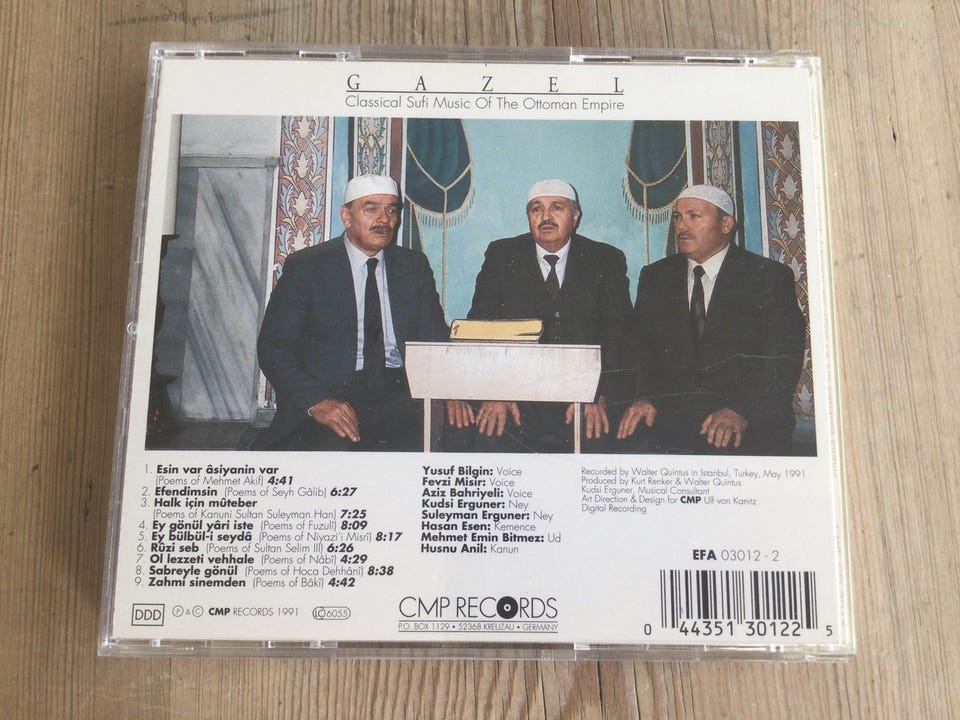 GAZEL
Classical Sufi Music Of The Ottoman Empire
1. Esin var âsiyanin var
(Poems of Mehmet Akif) 4:41
2. Efendimsin (Poems of Seyh Gâlib) 6:27
3. Halk için mûteber
(Poems of Kanuni Sultan Suleyman Han) 7:25
4. Ey gönül yâri iste (Poems of Fuzulî) 8:09
5. Ey bülbül-i seydâ (Poems of Niyazi'i Misrî) 8:17
6. Rûzi seb (Poems of Sultan Selim III) 6:26
7. Ol lezzeti vehhale (Poems of Nâbî) 4:29
8. Sabreyle gönül (Poems of Hoca Dehhânî) 8:38
9. Zahmi sinemden (Poems of Bâkî) 4:42
Yusuf Bilgin: Voice
Fevzi Misir: Voice
Aziz Bahriyeli: Voice
Kudsi Erguner: Ney
Suleyman Erguner: Ney
Hasan Esen: Kemence
Mehmet Emin Bitmez: Ud
Husnu Anil: Kanun
Recorded by Walter Quintus in Istanbul, Turkey, May 1991
Produced by Kurt Renker & Walter Quintus
Kudsi Erguner, Musical Consultant
Art Direction & Design for CMP Ulf von Kanitz
Digital Recording
EFA 03012 - 2
DDD ℗ & © CMP RECORDS 1991 LC 6055
CMP RECORDS
P.O. BOX 1129 • 52368 KREUZAU • GERMANY
0 44351 30122 5